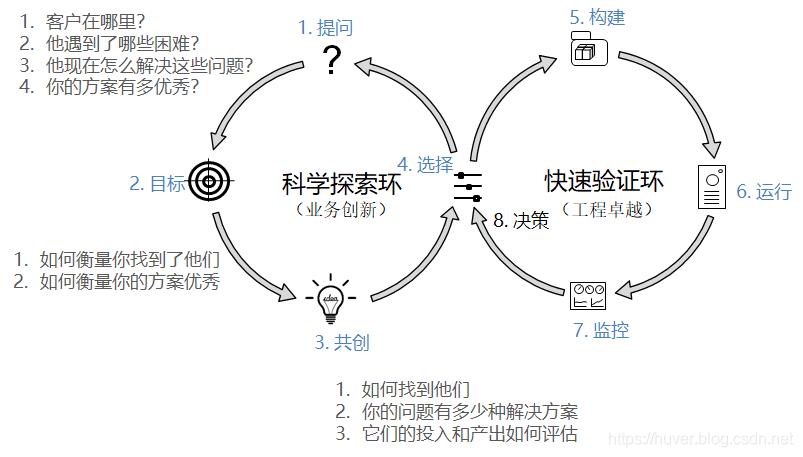 1. 客户在哪里?
2. 他遇到了哪些困难?
3. 他现在怎么解决这些问题?
4. 你的方案有多优秀?
1. 提问
?
5. 构建
2. 目标
科学探索环
（业务创新）
4. 选择
快速验证环
（工程卓越）
6. 运行
8. 决策
1. 如何衡量你找到了他们
2. 如何衡量你的方案优秀
idea
3. 共创
7. 监控
1. 如何找到他们
2. 你的问题有多少种解决方案
3. 它们的投入和产出如何评估
https://huver.blog.csdn.net